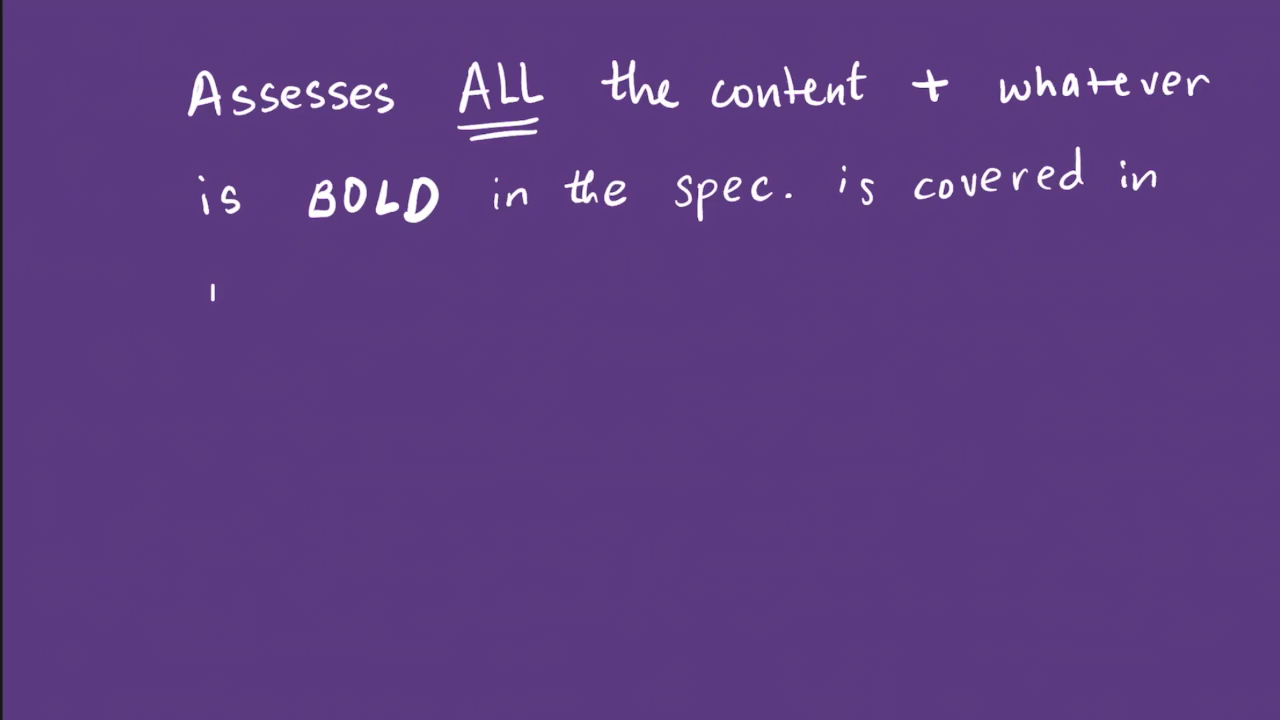 Assesses ALL the content + whatever
is BOLD in the spec. is covered in